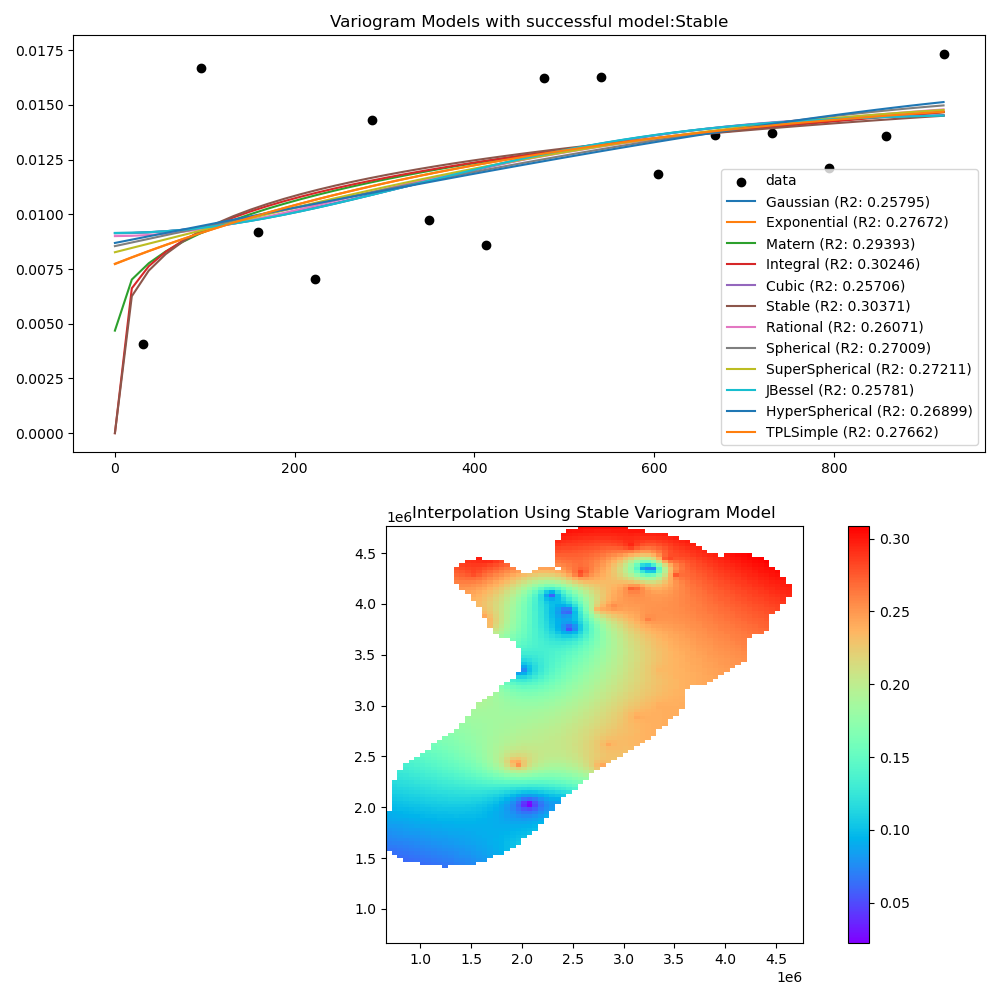 Variogram Models with successful model:Stable
0.0175
0.0150
0.0125
0.0100
0.0075
0.0050
0.0025
0.0000
data
Gaussian (R2: 0.25795)
Exponential (R2: 0.27672)
Matern (R2: 0.29393)
Integral (R2: 0.30246)
Cubic (R2: 0.25706)
Stable (R2: 0.30371)
Rational (R2: 0.26071)
Spherical (R2: 0.27009)
SuperSpherical (R2: 0.27211)
JBessel (R2: 0.25781)
HyperSpherical (R2: 0.26899)
TPLSimple (R2: 0.27662)
0 200 400 600 800
1e6 Interpolation Using Stable Variogram Model
4.5
4.0
3.5
3.0
2.5
2.0
1.5
1.0
1.0 1.5 2.0 2.5 3.0 3.5 4.0 4.5
1e6
0.30
0.25
0.20
0.15
0.10
0.05